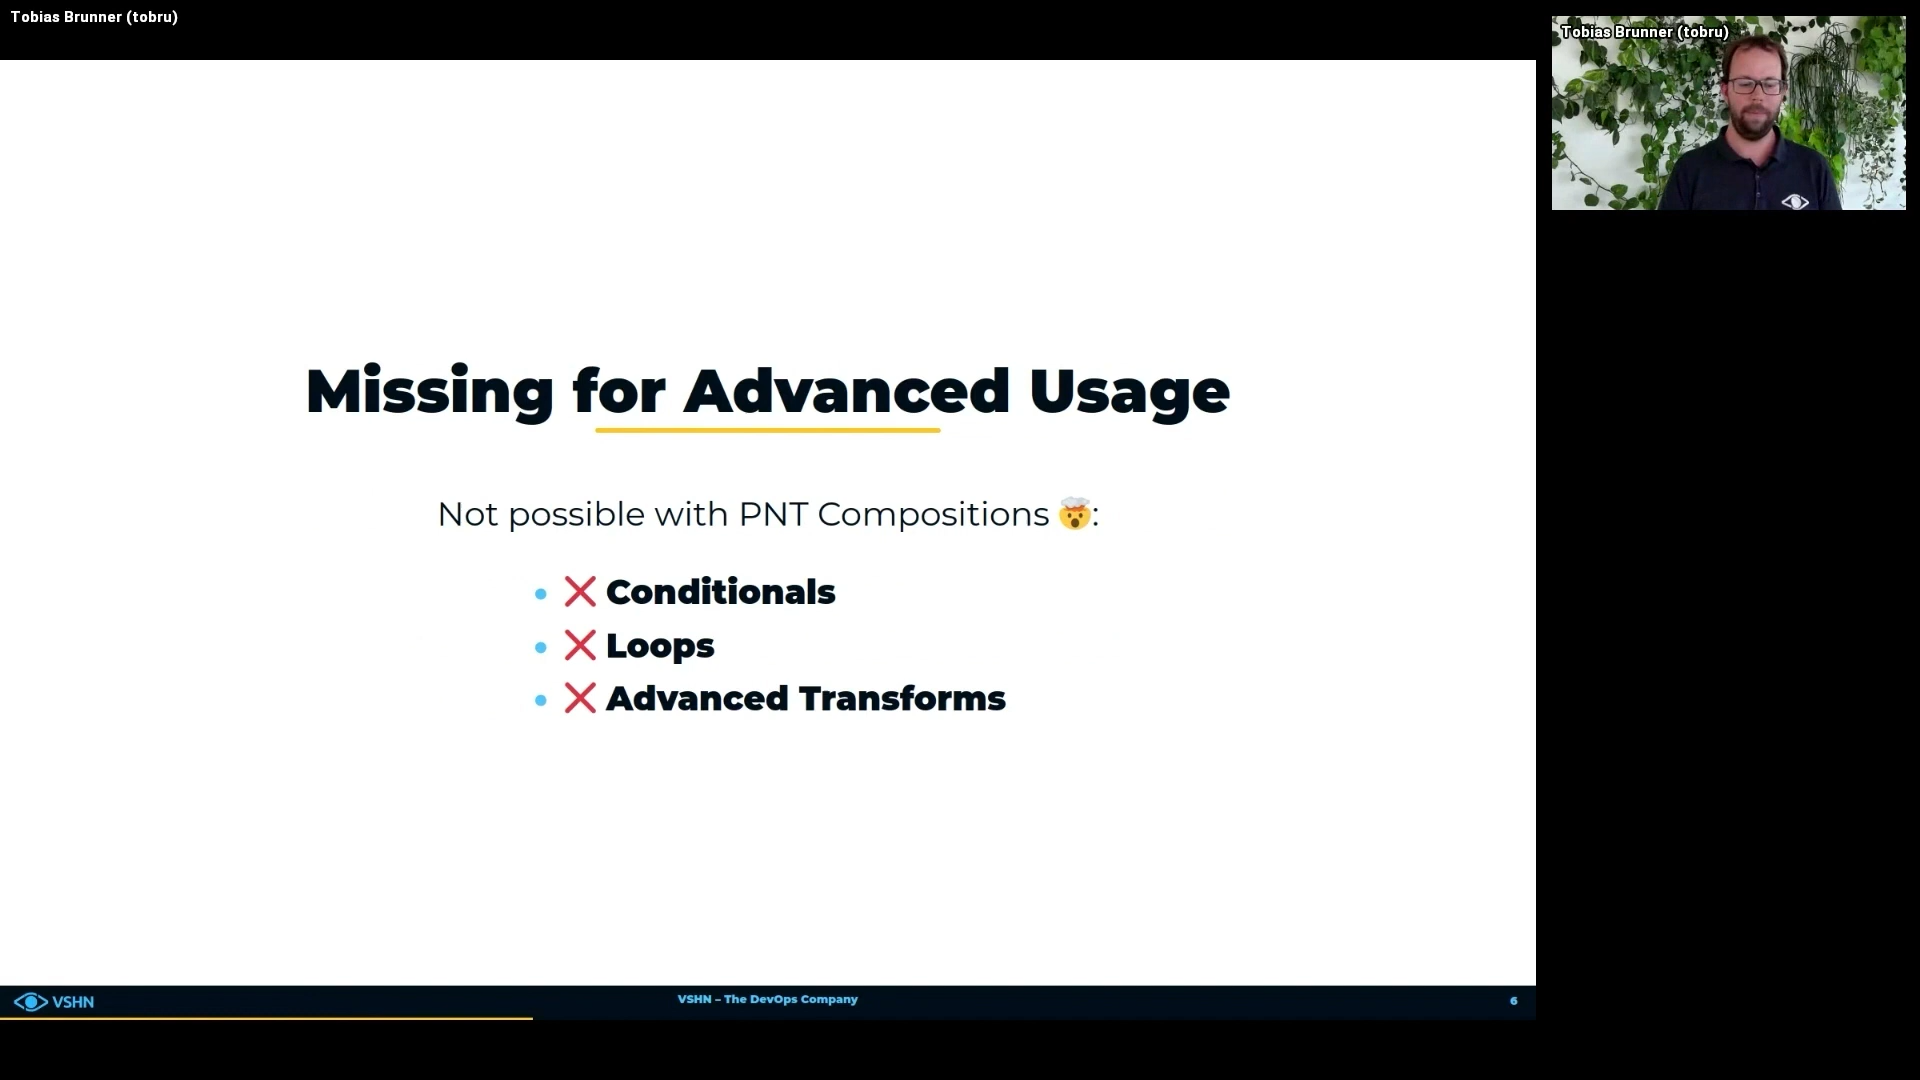 Tobias Brunner (tobru)
Tobias Brunner (tobru)
Missing for Advanced Usage
Not possible with PNT Compositions 🤯:
• ❌ Conditionals
• ❌ Loops
• ❌ Advanced Transforms
VSHN
VSHN – The DevOps Company
6